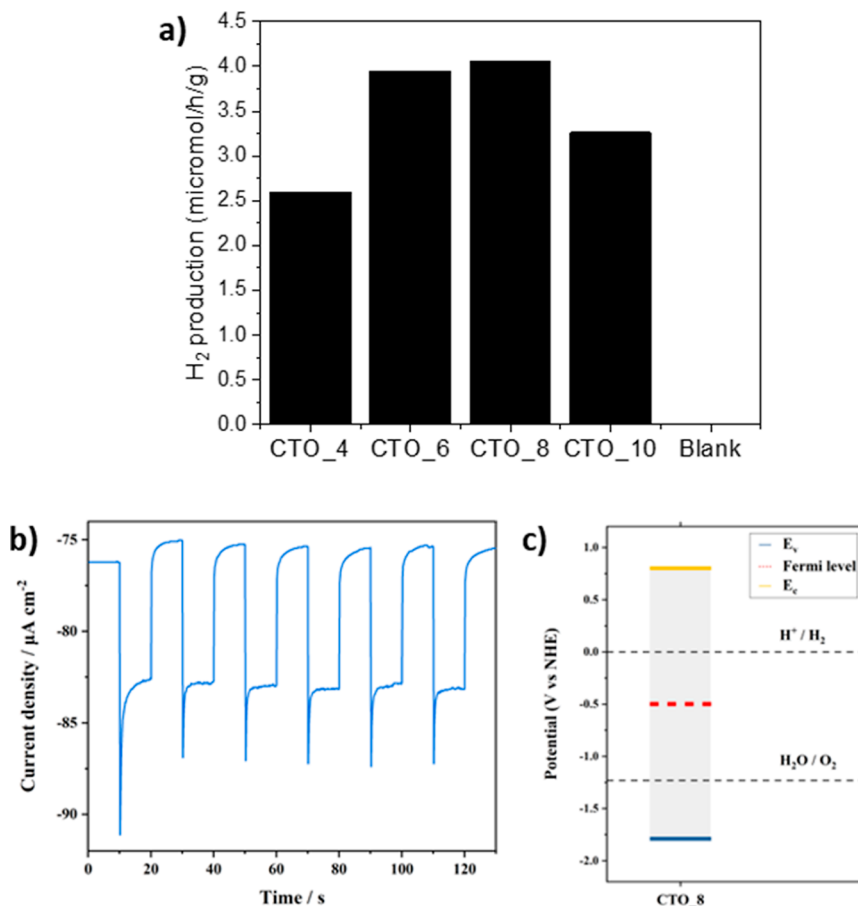 a)
H₂ production (micromol/h/g)
4.5
4.0
3.5
3.0
2.5
2.0
1.5
1.0
0.5
0.0
CTO_4 CTO_6 CTO_8 CTO_10 Blank
b)
Current density / µA cm⁻²
-75
-80
-85
-90
0 20 40 60 80 100 120
Time / s
c)
Potential (V vs NHE)
1.0
0.5
0.0
-0.5
-1.0
-1.5
-2.0
Eᵥ
Fermi level
E꜀
H⁺ / H₂
H₂O / O₂
CTO_8